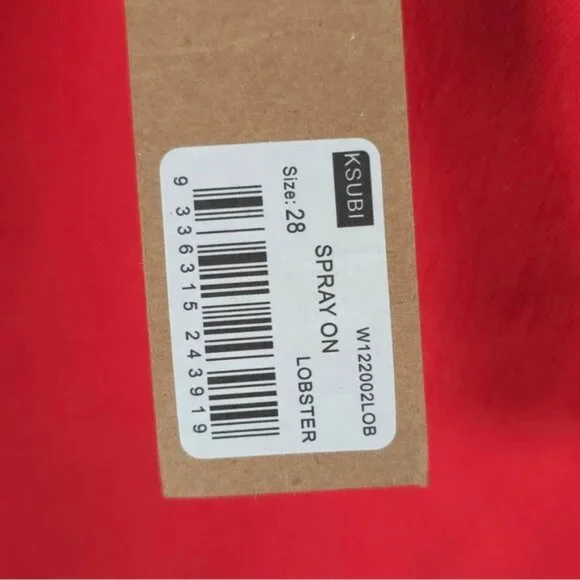 KSUBI
W122002LOB
SPRAY ON
Size: 28
LOBSTER
9 336315 243919